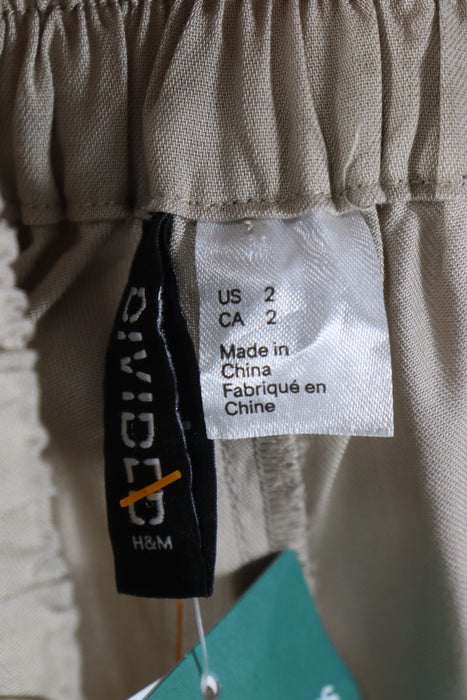 DIVIDED
H&M
US 2
CA 2
Made in
China
Fabriqué en
Chine